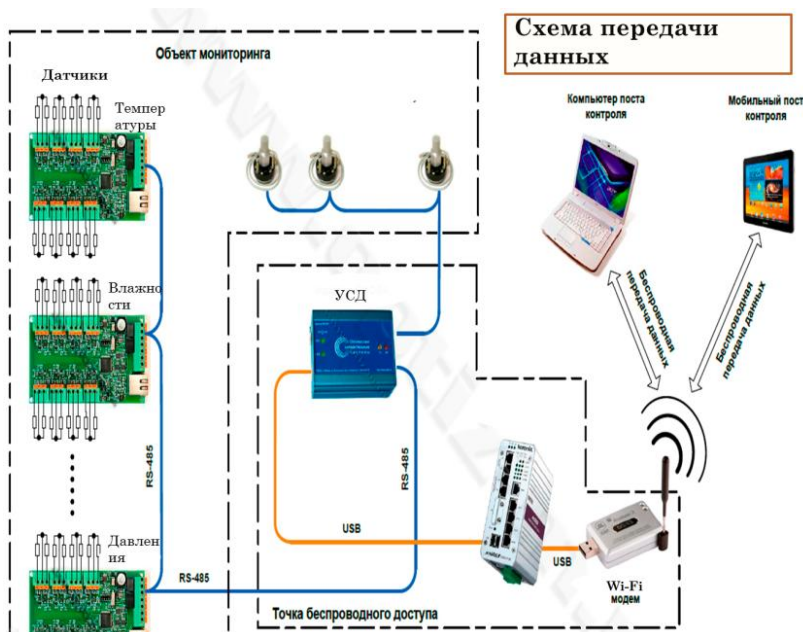 Схема передачи
данных
Объект мониторинга
Датчики
Темпер
атуры
Компьютер поста
контроля
Мобильный пост
контроля
Влажно
сти
УСД
Беспроводная
передача данных
Беспроводная
передача данных
RS-485
RS-485
USB
USB
Давлен
ия
RS-485
Wi-Fi
модем
Точка беспроводного доступа